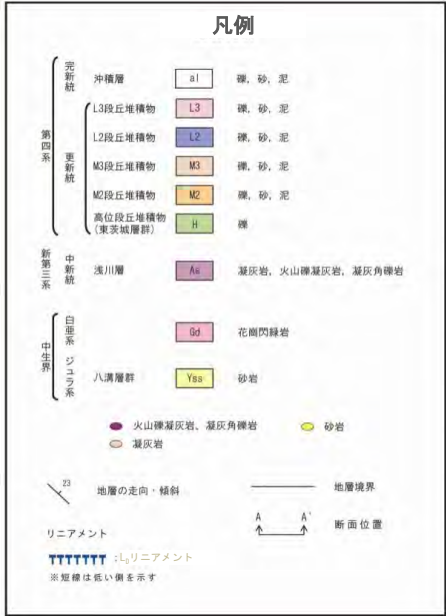 凡例
第四系
完新統
沖積層 al 礫, 砂, 泥
更新統
L3段丘堆積物 L3 礫, 砂, 泥
L2段丘堆積物 L2 礫, 砂, 泥
M3段丘堆積物 M3 礫, 砂, 泥
M2段丘堆積物 M2 礫, 砂, 泥
高位段丘堆積物 H 礫
(東茨城層群)
新第三系
中新統
浅川層 As 凝灰岩, 火山礫凝灰岩, 凝灰角礫岩
中生界
白亜系
Gd 花崗閃緑岩
ジュラ系
八溝層群 Yss 砂岩
火山礫凝灰岩、凝灰角礫岩 砂岩
凝灰岩
23 地層の走向・傾斜 地層境界
A A' 断面位置
リニアメント
:LDリニアメント
※短線は低い側を示す